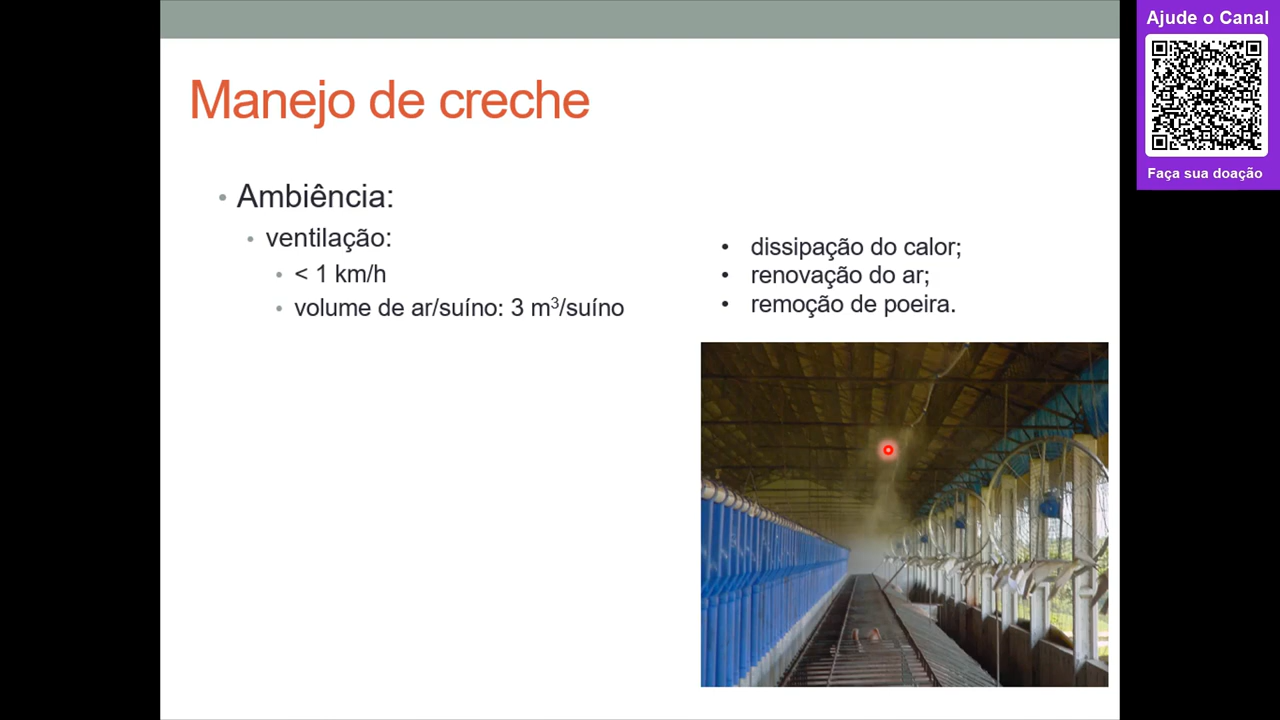 Manejo de creche
• Ambiência:
• ventilação:
• < 1 km/h
• volume de ar/suíno: 3 m³/suíno
• dissipação do calor;
• renovação do ar;
• remoção de poeira.
Ajude o Canal
Faça sua doação